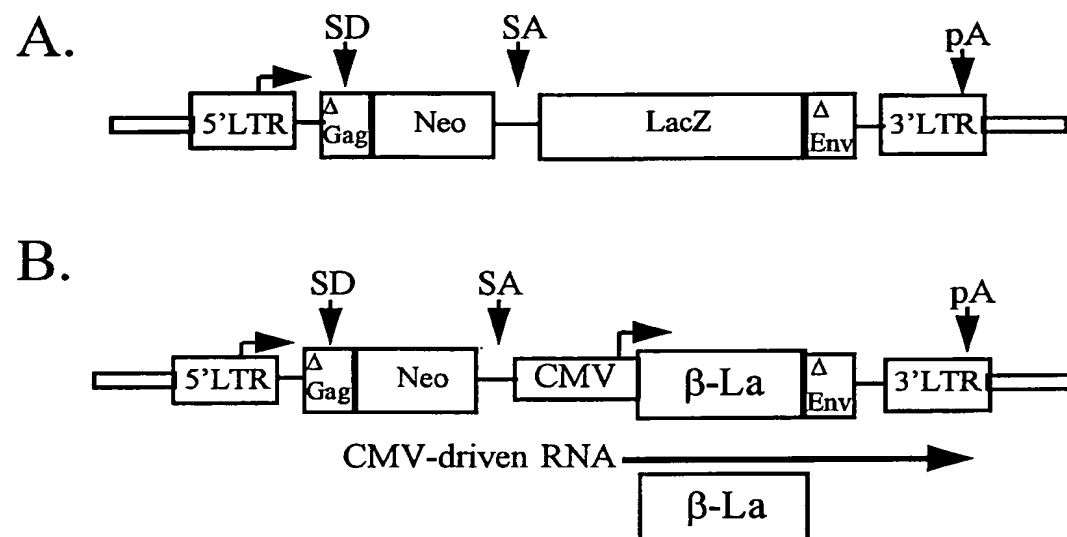 A.
SD SA pA
5'LTR Δ Gag Neo LacZ Δ Env 3'LTR
B.
SD SA pA
5'LTR Δ Gag Neo CMV β-La Δ Env 3'LTR
CMV-driven RNA
β-La